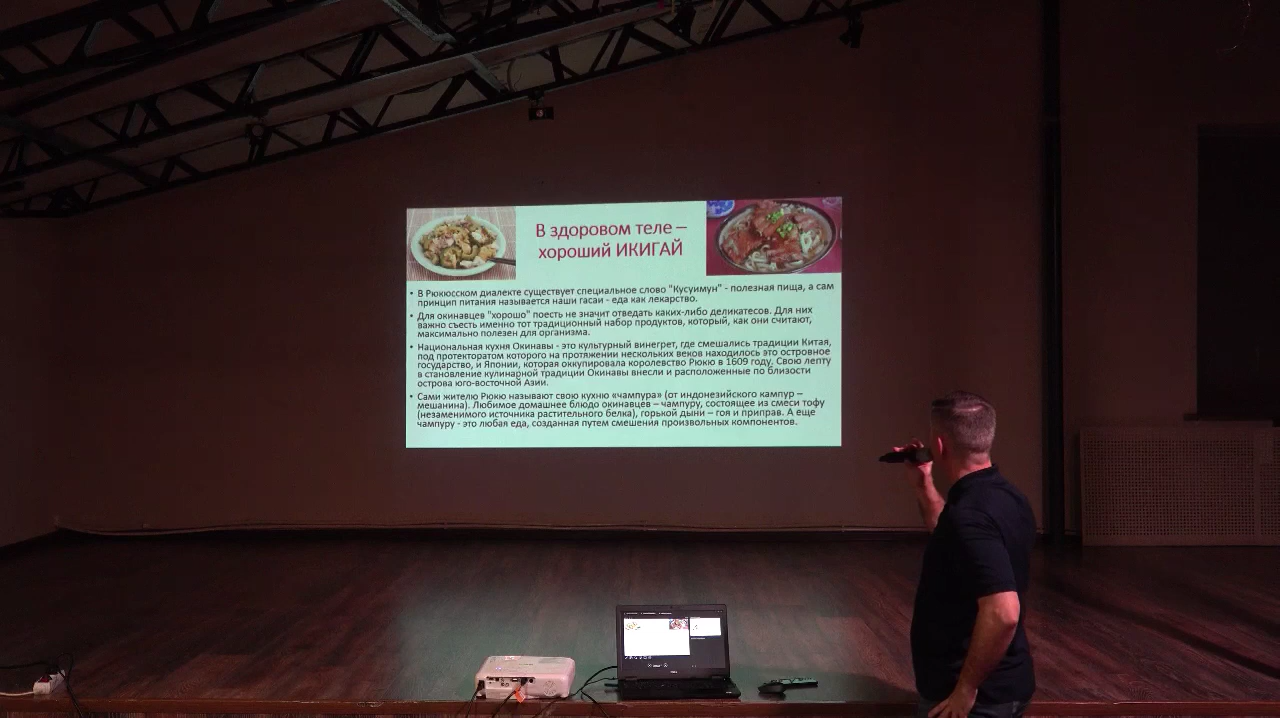 В здоровом теле –
хороший ИКИГАЙ
• В Рюкюсском диалекте существует специальное слово "Кусуимун" - полезная пища, а сам
принцип питания называется наши гасаи - еда как лекарство.
• Для окинавцев "хорошо" поесть не значит отведать каких-либо деликатесов. Для них
важно съесть именно тот традиционный набор продуктов, который, как они считают,
максимально полезен для организма.
• Национальная кухня Окинавы - это культурный винегрет, где смешались традиции Китая,
под протекторатом которого на протяжении нескольких веков находилось это островное
государство, и Японии, которая оккупировала королевство Рюкю в 1609 году. Свою лепту
в становление кулинарной традиции Окинавы внесли и расположенные по близости
острова юго-восточной Азии.
• Сами жителю Рюкю называют свою кухню «чампура» (от индонезийского кампур –
мешанина). Любимое домашнее блюдо окинавцев – чампуру, состоящее из смеси тофу
(незаменимого источника растительного белка), горькой дыни – гоя и приправ. А еще
чампуру - это любая еда, созданная путем смешения произвольных компонентов.